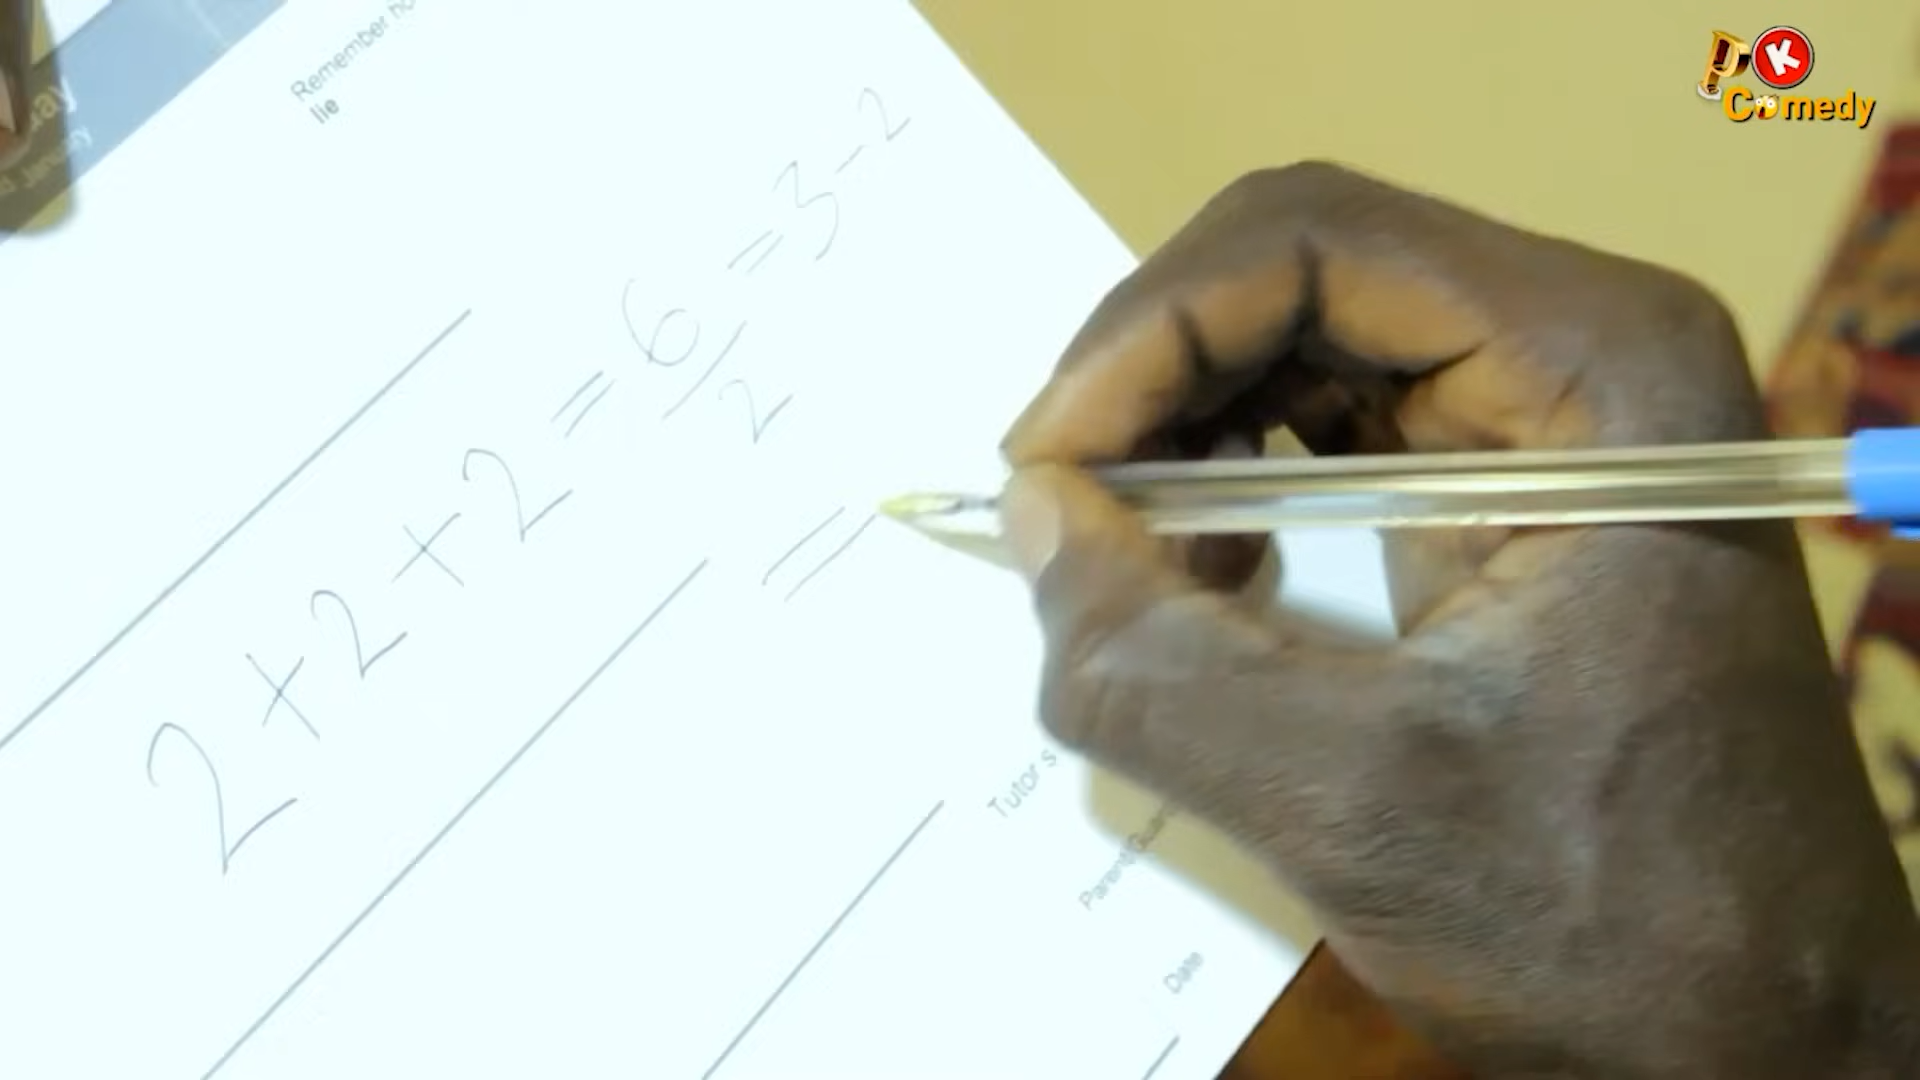 PK
Comedy
Remember
lie
2+2+2=6/2=3-2
=
Tutor s
Date